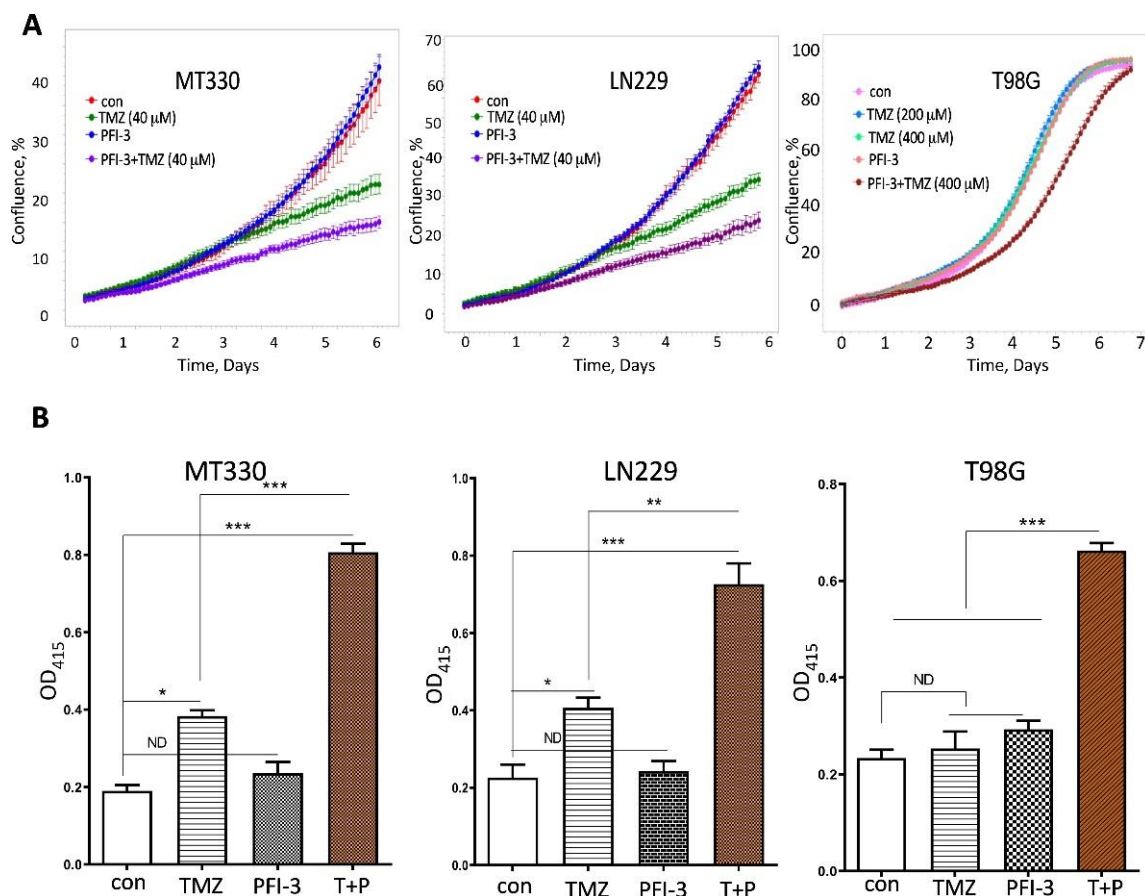 A
MT330
con
TMZ (40 µM)
PFI-3
PFI-3+TMZ (40 µM)
Confluence, %
40
30
20
10
0
0 1 2 3 4 5 6
Time, Days
LN229
con
TMZ (40 µM)
PFI-3
PFI-3+TMZ (40 µM)
Confluence, %
70
60
50
40
30
20
10
0
0 1 2 3 4 5 6
Time, Days
T98G
con
TMZ (200 µM)
TMZ (400 µM)
PFI-3
PFI-3+TMZ (400 µM)
Confluence, %
100
80
60
40
20
0
0 1 2 3 4 5 6 7
Time, Days
B
MT330
OD415
1.0
0.8
0.6
0.4
0.2
0.0
***
***
*
ND
con TMZ PFI-3 T+P
LN229
OD415
1.0
0.8
0.6
0.4
0.2
0.0
**
***
*
ND
con TMZ PFI-3 T+P
T98G
OD415
0.8
0.6
0.4
0.2
0.0
***
ND
con TMZ PFI-3 T+P